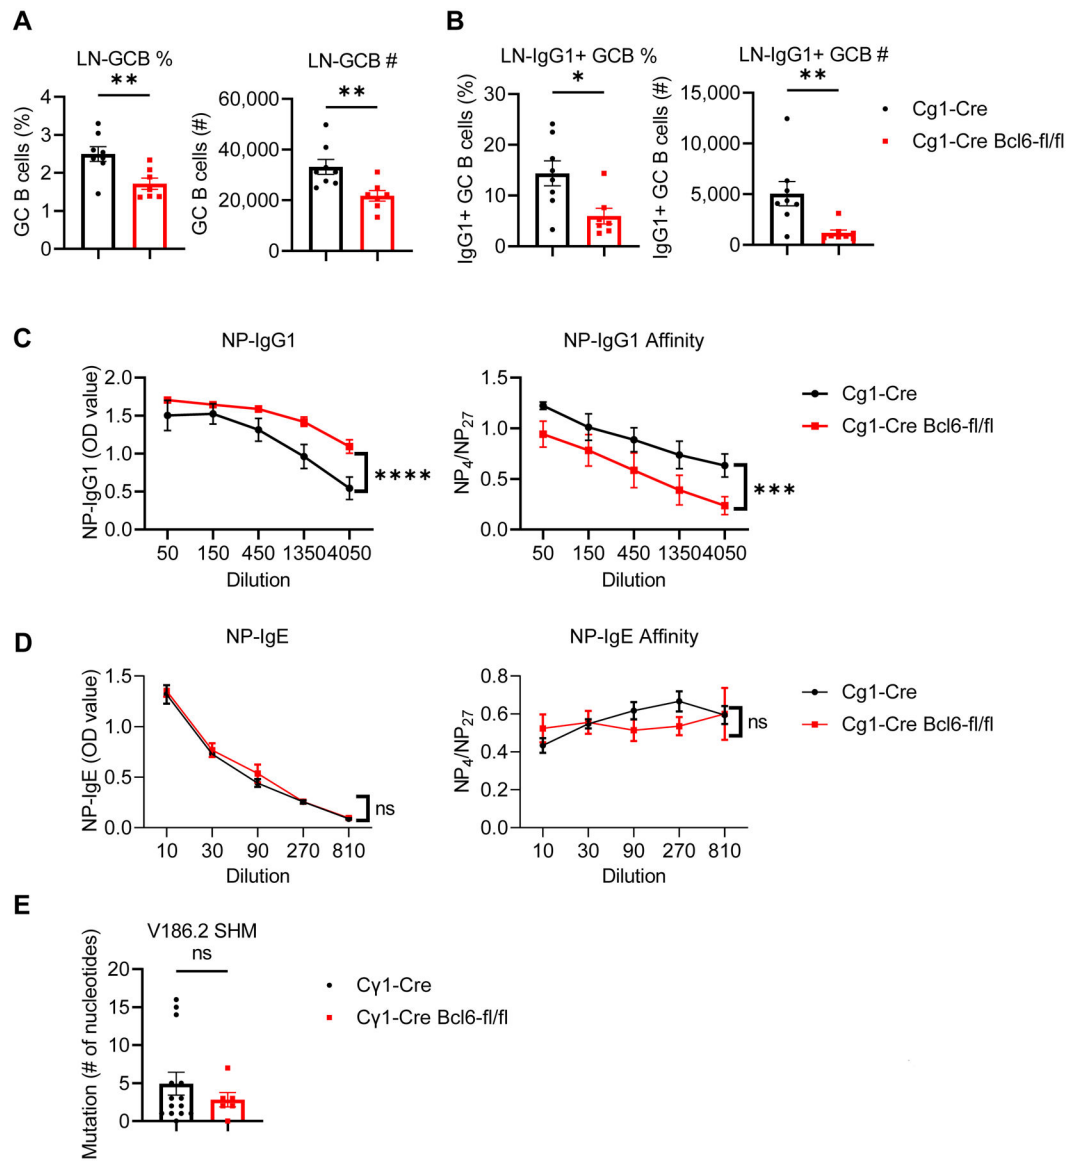 A
LN-GCB %
**
GC B cells (%)
4
3
2
1
0
LN-GCB #
**
GC B cells (#)
60,000
40,000
20,000
0
B
LN-IgG1+ GCB %
*
IgG1+ GC B cells (%)
30
20
10
0
LN-IgG1+ GCB #
**
IgG1+ GC B cells (#)
15,000
10,000
5,000
0
Cg1-Cre
Cg1-Cre Bcl6-fl/fl
C
NP-IgG1
NP-IgG1 (OD value)
2.0
1.5
1.0
0.5
0.0
****
50 150 450 1350 4050
Dilution
NP-IgG1 Affinity
NP4/NP27
1.5
1.0
0.5
0.0
***
50 150 450 1350 4050
Dilution
Cg1-Cre
Cg1-Cre Bcl6-fl/fl
D
NP-IgE
NP-IgE (OD value)
1.5
1.0
0.5
0.0
ns
10 30 90 270 810
Dilution
NP-IgE Affinity
NP4/NP27
0.8
0.6
0.4
0.2
0.0
ns
10 30 90 270 810
Dilution
Cg1-Cre
Cg1-Cre Bcl6-fl/fl
E
V186.2 SHM
ns
Mutation (# of nucleotides)
20
15
10
5
0
Cγ1-Cre
Cγ1-Cre Bcl6-fl/fl